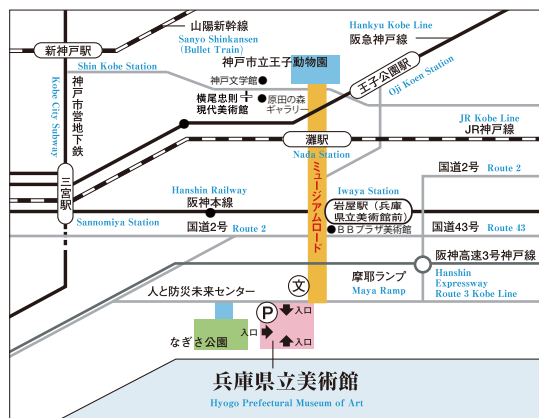 山陽新幹線
Sanyo Shinkansen
(Bullet Train)
Hankyu Kobe Line
阪急神戸線
新神戸駅
Shin Kobe Station
神戸市立王子動物園
神戸文学館
横尾忠則
現代美術館
原田の森
ギャラリー
王子公園駅
Oji Koen Station
神戸市営地下鉄
Kobe City Subway
JR Kobe Line
JR神戸線
灘駅
Nada Station
ミュージアムロード
三宮駅
Sannomiya Station
Hanshin Railway
阪神本線
Iwaya Station
岩屋駅(兵庫
県立美術館前)
BBプラザ美術館
国道2号 Route 2
国道2号 Route 2
国道43号 Route 43
阪神高速3号神戸線
Hanshin
Expressway
Route 3 Kobe Line
摩耶ランプ
Maya Ramp
人と防災未来センター
文
P
入口
入口
入口
なぎさ公園
兵庫県立美術館
Hyogo Prefectural Museum of Art